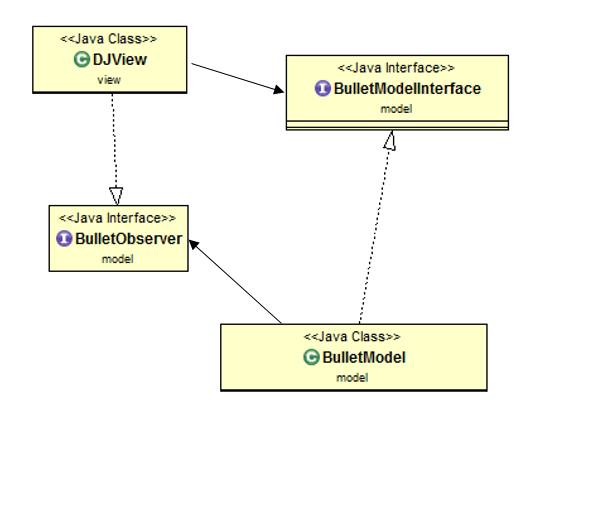 <<Java Class>>
C DJView
view
<<Java Interface>>
I BulletModelInterface
model
<<Java Interface>>
I BulletObserver
model
<<Java Class>>
C BulletModel
model